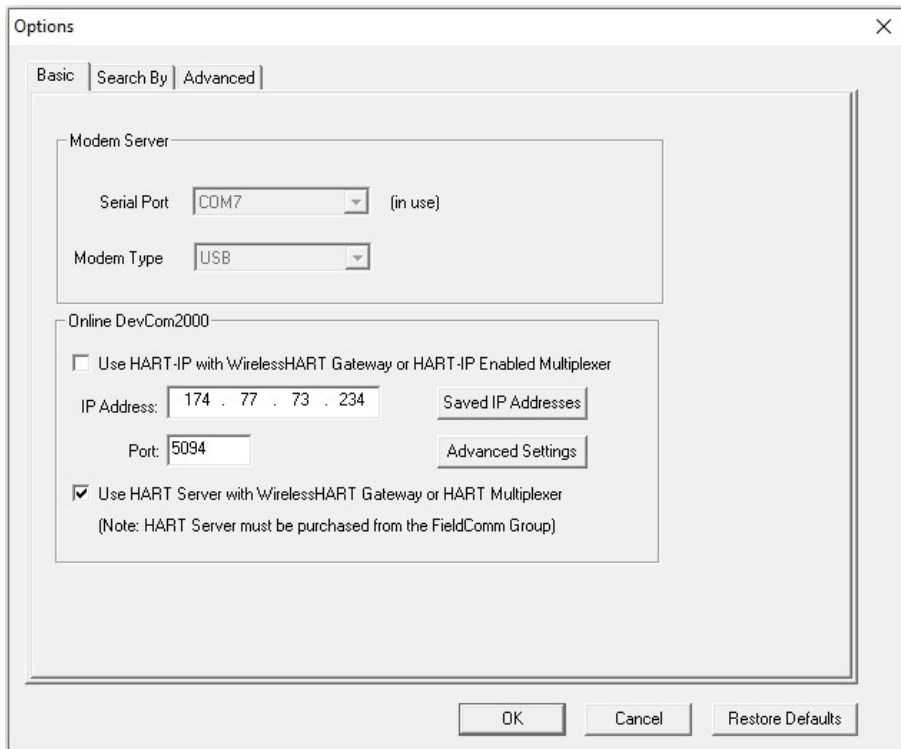 Options
Basic Search By Advanced
Modem Server
Serial Port COM7 (in use)
Modem Type USB
Online DevCom2000
Use HART-IP with WirelessHART Gateway or HART-IP Enabled Multiplexer
IP Address: 174 . 77 . 73 . 234 Saved IP Addresses
Port: 5094 Advanced Settings
Use HART Server with WirelessHART Gateway or HART Multiplexer
(Note: HART Server must be purchased from the FieldComm Group)
OK Cancel Restore Defaults